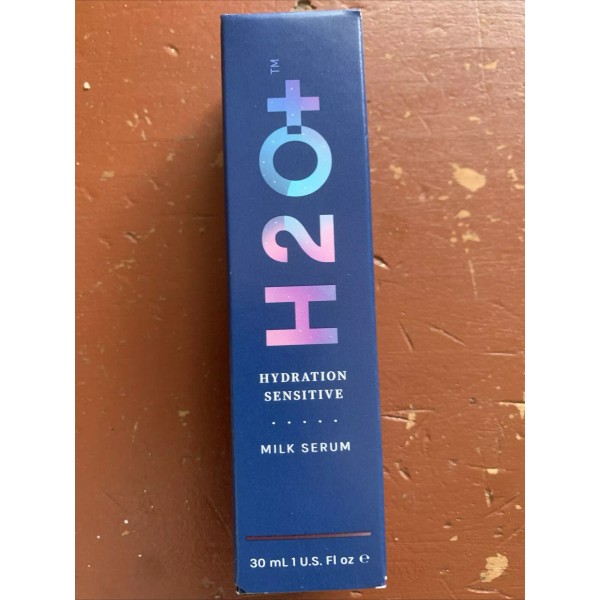 H2O+™
HYDRATION
SENSITIVE
MILK SERUM
30 mL 1 U.S. Fl oz ℮